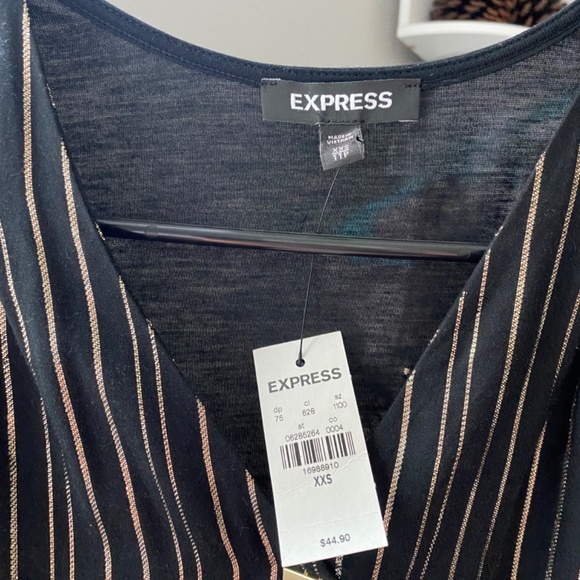 EXPRESS
MADE IN
VIETNAM
XXS
TTF
EXPRESS
dp cl sz
75 628 1100
st co
06285264 0004
16988910
XXS
$44.90